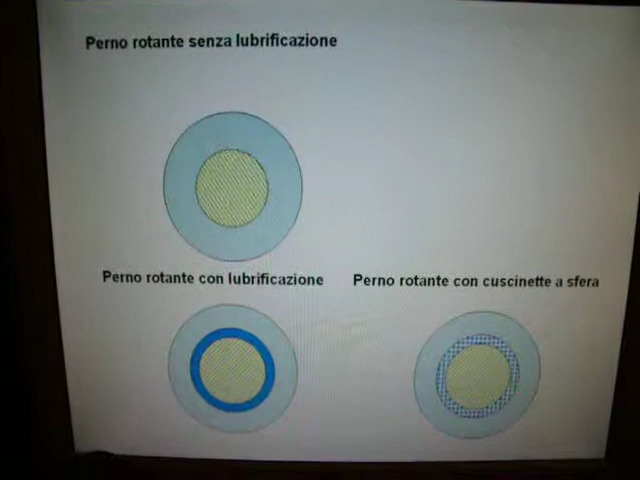 Perno rotante senza lubrificazione
Perno rotante con lubrificazione
Perno rotante con cuscinette a sfera